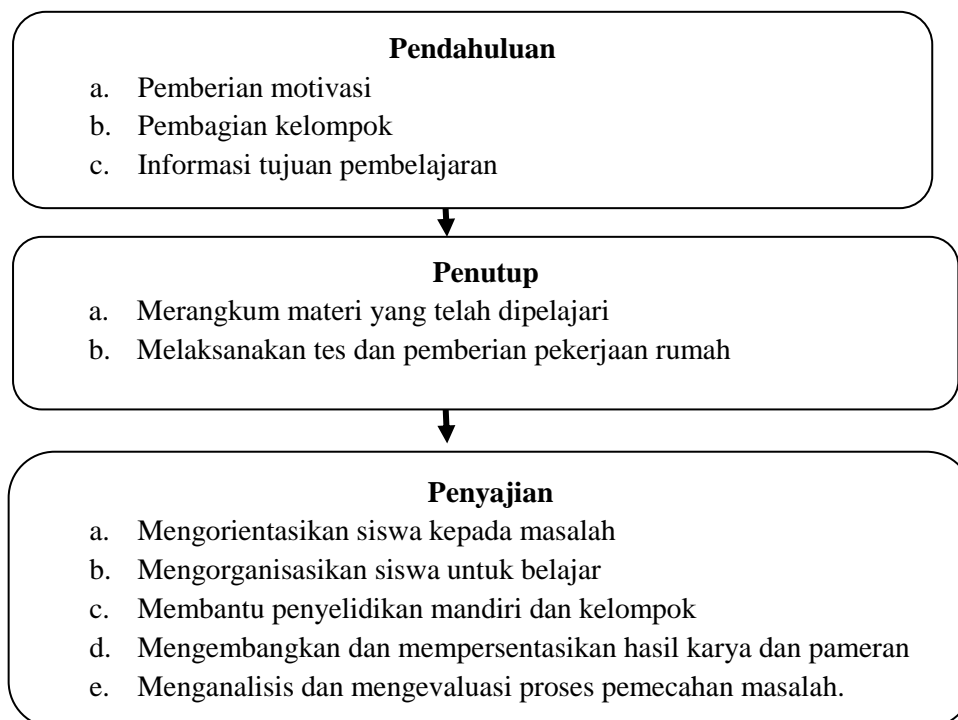 Pendahuluan
a. Pemberian motivasi
b. Pembagian kelompok
c. Informasi tujuan pembelajaran
Penutup
a. Merangkum materi yang telah dipelajari
b. Melaksanakan tes dan pemberian pekerjaan rumah
Penyajian
a. Mengorientasikan siswa kepada masalah
b. Mengorganisasikan siswa untuk belajar
c. Membantu penyelidikan mandiri dan kelompok
d. Mengembangkan dan mempersentasikan hasil karya dan pameran
e. Menganalisis dan mengevaluasi proses pemecahan masalah.